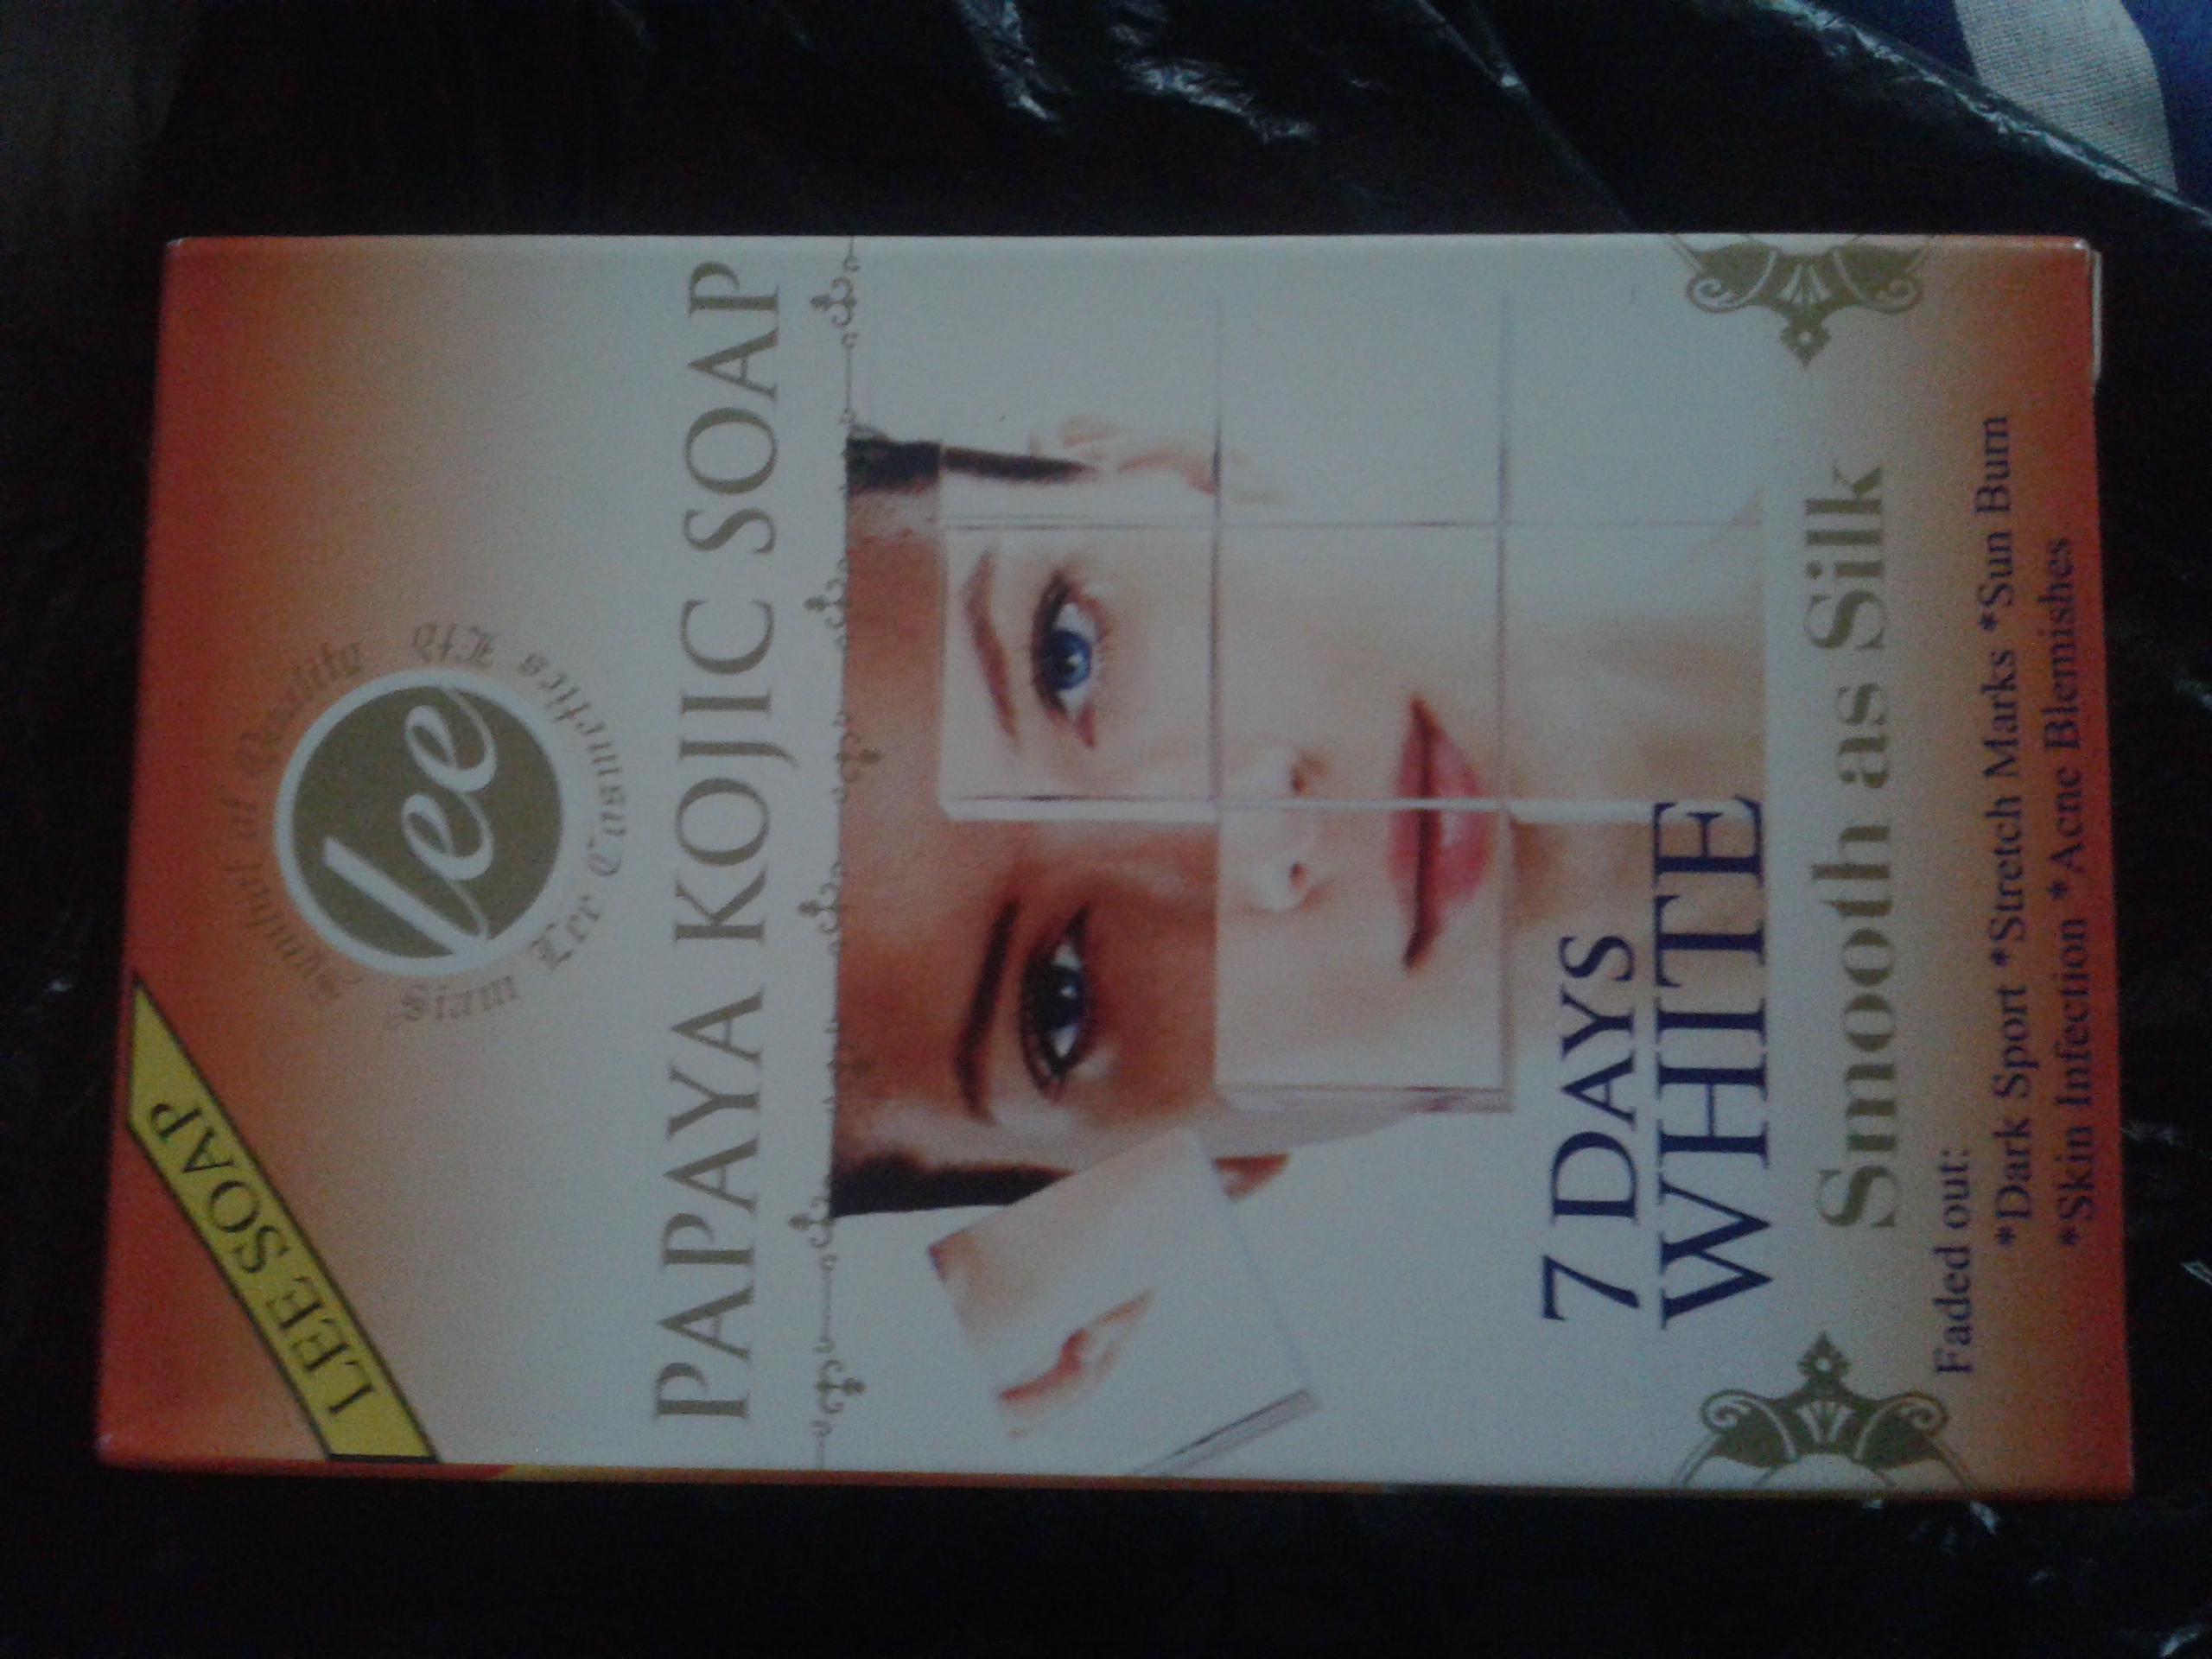 LEE SOAP
Symbol of Quality
lee
Simis Lee Cosmetics Ltd
PAPAYA KOJIC SOAP
7 DAYS
WHITE
Smooth as Silk
Faded out:
*Dark Sport *Stretch Marks *Sun Burn
*Skin Infection *Acne Blemishes